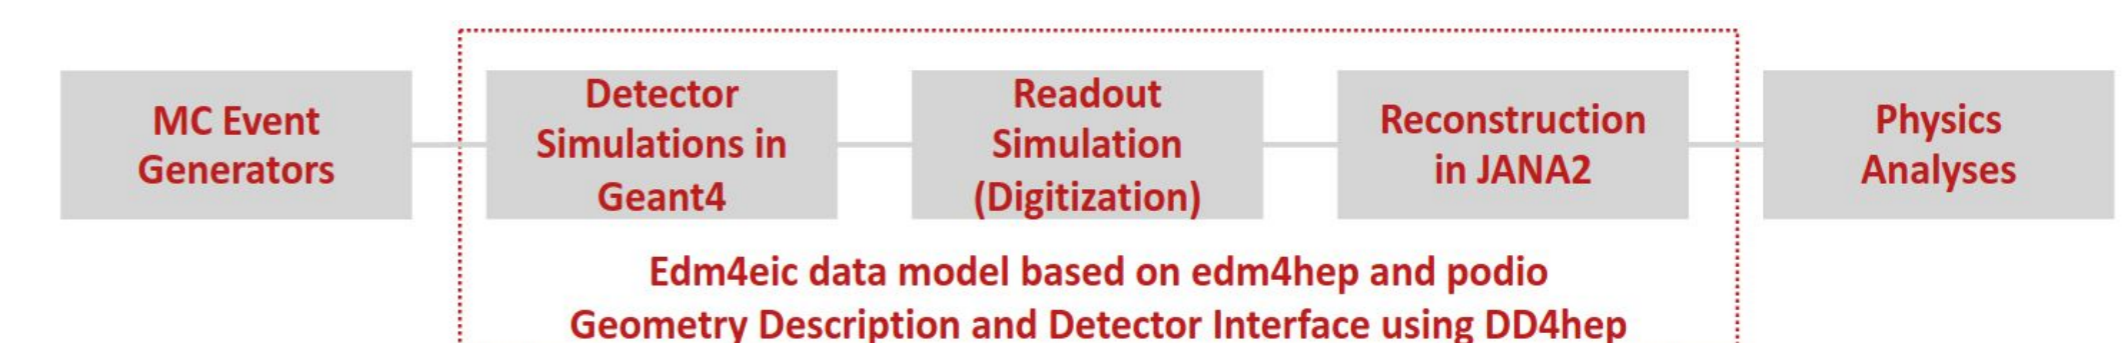 MC Event
Generators
Detector
Simulations in
Geant4
Readout
Simulation
(Digitization)
Reconstruction
in JANA2
Physics
Analyses
Edm4eic data model based on edm4hep and podio
Geometry Description and Detector Interface using DD4hep